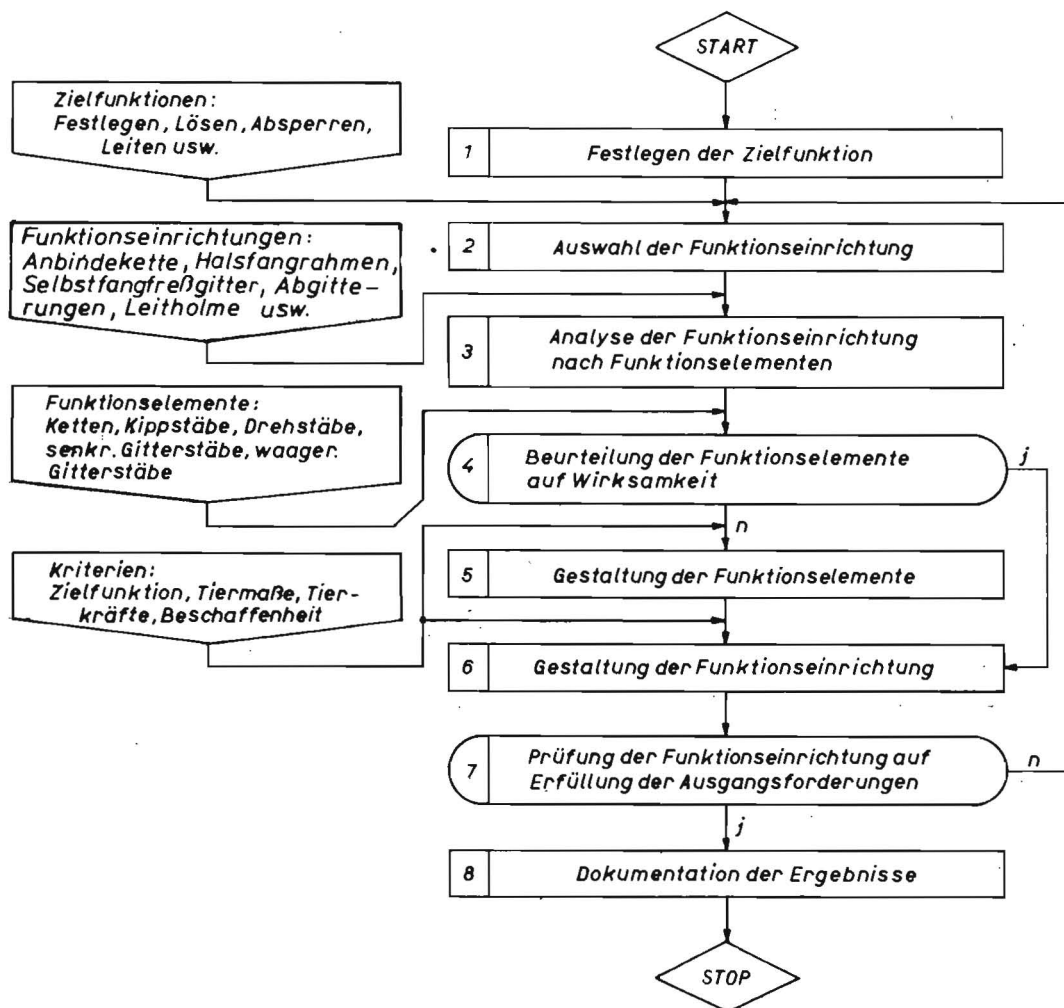 START
Zielfunktionen:
Festlegen, Lösen, Absperren,
Leiten usw.
1 Festlegen der Zielfunktion
Funktionseinrichtungen:
Anbindekette, Halsfangrahmen,
Selbstfangfreßgitter, Abgitte-
rungen, Leitholme usw.
2 Auswahl der Funktionseinrichtung
3 Analyse der Funktionseinrichtung
nach Funktionselementen
Funktionselemente:
Ketten, Kippstäbe, Drehstäbe,
senkr. Gitterstäbe, waager.
Gitterstäbe
4 Beurteilung der Funktionselemente
auf Wirksamkeit
j
n
Kriterien:
Zielfunktion, Tiermaße, Tier-
kräfte, Beschaffenheit
5 Gestaltung der Funktionselemente
6 Gestaltung der Funktionseinrichtung
7 Prüfung der Funktionseinrichtung auf
Erfüllung der Ausgangsforderungen
n
j
8 Dokumentation der Ergebnisse
STOP